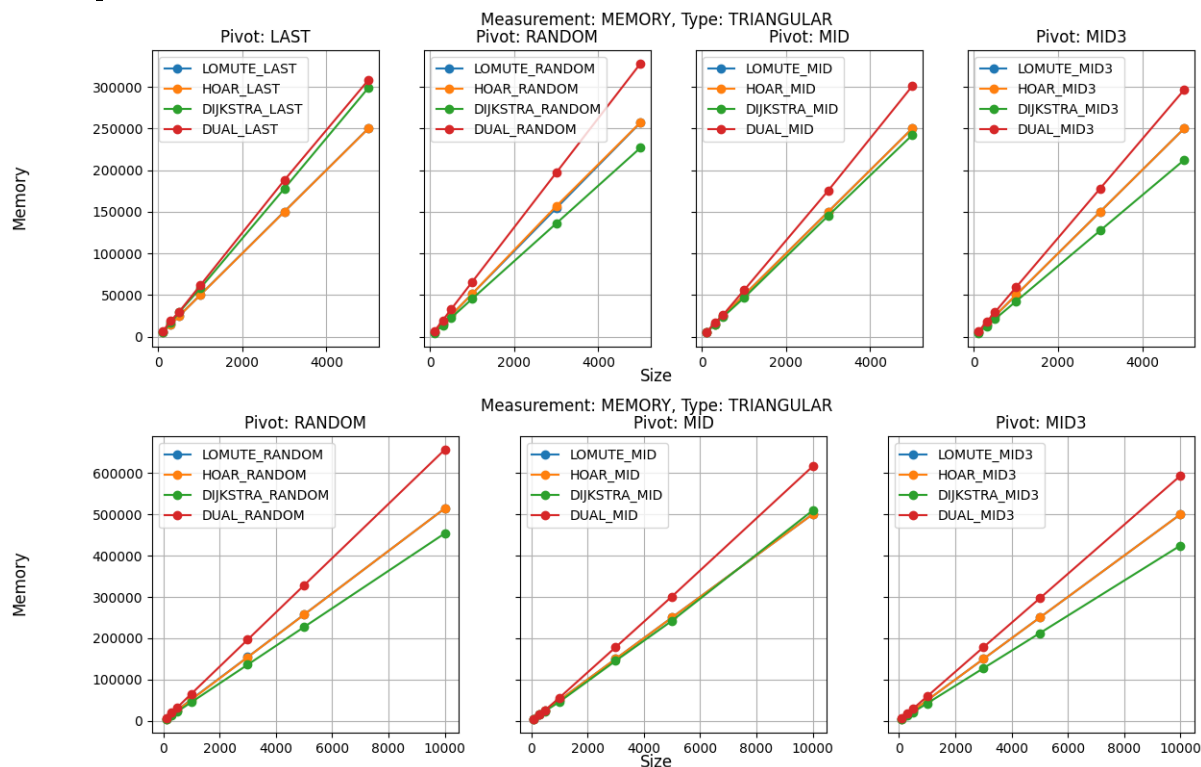 Measurement: MEMORY, Type: TRIANGULAR
Pivot: LAST
Pivot: RANDOM
Pivot: MID
Pivot: MID3
Memory
300000
250000
200000
150000
100000
50000
0
LOMUTE_LAST
HOAR_LAST
DIJKSTRA_LAST
DUAL_LAST
LOMUTE_RANDOM
HOAR_RANDOM
DIJKSTRA_RANDOM
DUAL_RANDOM
LOMUTE_MID
HOAR_MID
DIJKSTRA_MID
DUAL_MID
LOMUTE_MID3
HOAR_MID3
DIJKSTRA_MID3
DUAL_MID3
0 2000 4000
0 2000 4000
0 2000 4000
0 2000 4000
Size
Measurement: MEMORY, Type: TRIANGULAR
Pivot: RANDOM
Pivot: MID
Pivot: MID3
Memory
600000
500000
400000
300000
200000
100000
0
LOMUTE_RANDOM
HOAR_RANDOM
DIJKSTRA_RANDOM
DUAL_RANDOM
LOMUTE_MID
HOAR_MID
DIJKSTRA_MID
DUAL_MID
LOMUTE_MID3
HOAR_MID3
DIJKSTRA_MID3
DUAL_MID3
0 2000 4000 6000 8000 10000
0 2000 4000 6000 8000 10000
0 2000 4000 6000 8000 10000
Size